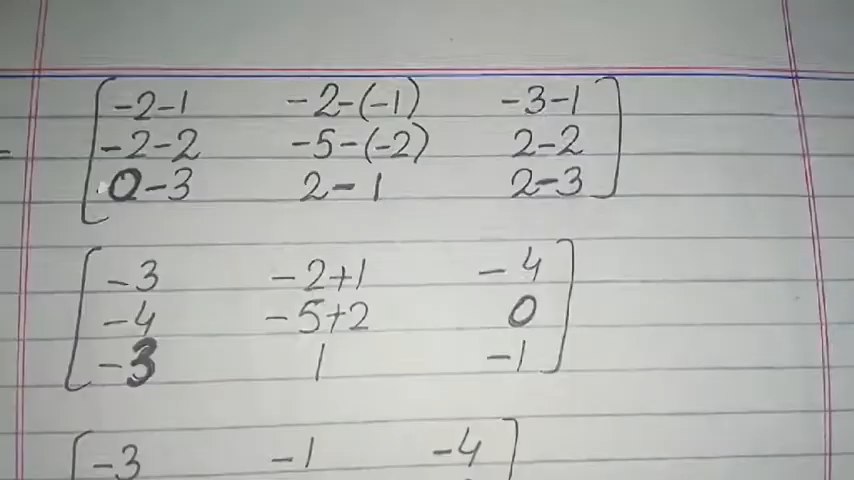 -2-1 -2-(-1) -3-1
= -2-2 -5-(-2) 2-2
0-3 2-1 2-3
-3 -2+1 -4
-4 -5+2 0
-3 1 -1
-3 -1 -4